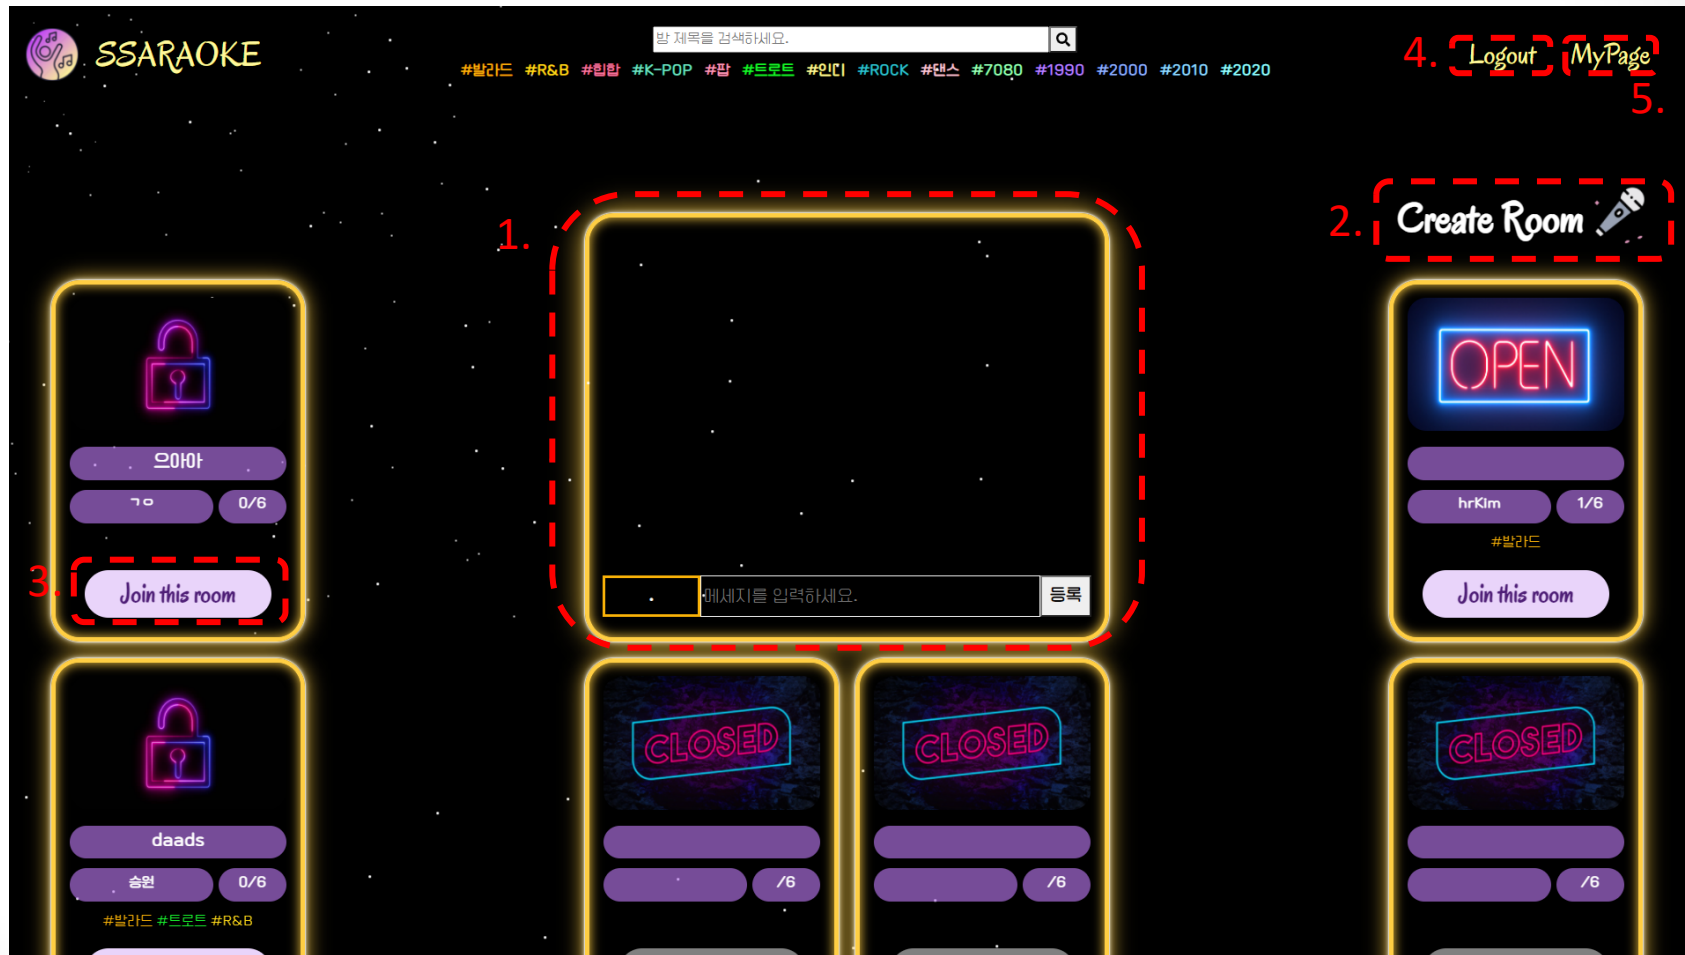 SSARAOKE
방 제목을 검색하세요.
#발라드 #R&B #힙합 #K-POP #팝 #트로트 #인디 #ROCK #댄스 #7080 #1990 #2000 #2010 #2020
4. Logout MyPage
5.
1.
2. Create Room
OPEN
으아아
ㄱㅁ 0/6
hrKim 1/6
#발라드
3. Join this room
메세지를 입력하세요. 등록
Join this room
CLOSED CLOSED CLOSED
daads
승원 0/6
/6 /6 /6
#발라드 #트로트 #R&B